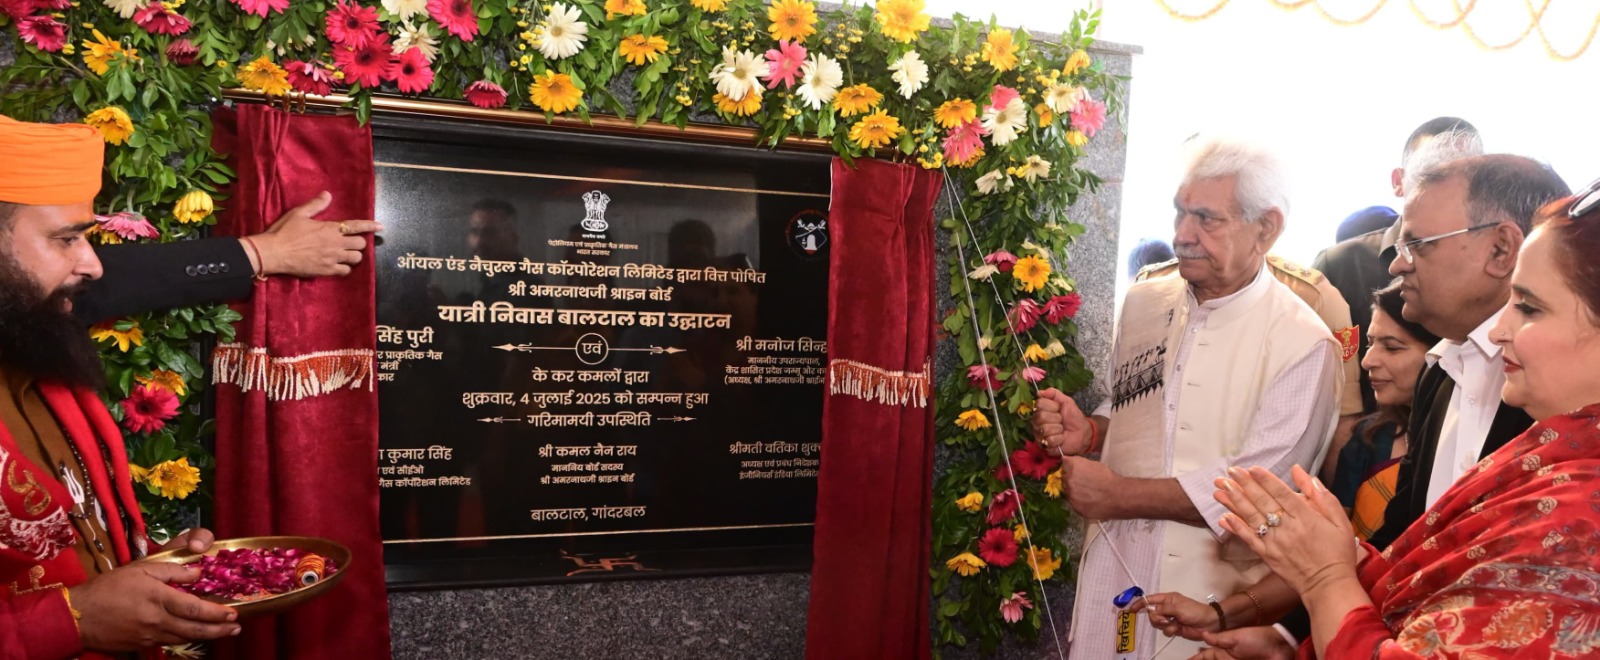 पेट्रोलियम एवं प्राकृतिक गैस मंत्रालय
भारत सरकार
ऑयल एंड नैचुरल गैस कॉरपोरेशन लिमिटेड द्वारा वित्त पोषित
श्री अमरनाथजी श्राइन बोर्ड
यात्री निवास बालटाल का उद्घाटन
सिंह पुरी
प्राकृतिक गैस
मंत्री
एवं
श्री मनोज
माननीय उपराज्यपाल,
केंद्र शासित प्रदेश जम्मू और
(अध्यक्ष, श्री अमरनाथजी
के कर कमलों द्वारा
शुक्रवार, 4 जुलाई 2025 को सम्पन्न हुआ
गरिमामयी उपस्थिति
कुमार सिंह
एवं सीईओ
गैस कॉर्पोरेशन लिमिटेड
श्री कमल नैन राय
माननिय बोर्ड सदस्य
श्री अमरनाथजी श्राइन बोर्ड
श्रीमती वर्तिका
अध्यक्ष एवं प्रबंध निदेशक
इंजीनियर्स इंडिया लिमिटेड
बालटाल, गांदरबल
खिंचिये